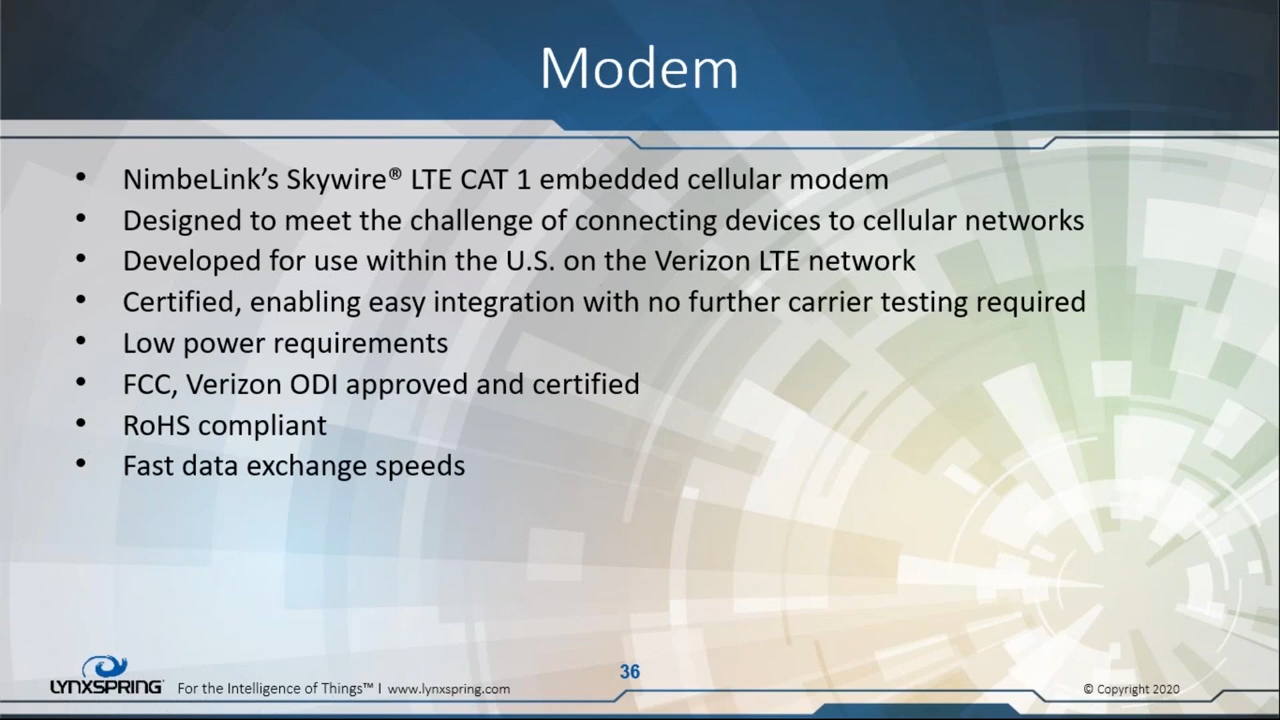 Modem
• NimbeLink’s Skywire® LTE CAT 1 embedded cellular modem
• Designed to meet the challenge of connecting devices to cellular networks
• Developed for use within the U.S. on the Verizon LTE network
• Certified, enabling easy integration with no further carrier testing required
• Low power requirements
• FCC, Verizon ODI approved and certified
• RoHS compliant
• Fast data exchange speeds
36
LYNXSPRING For the Intelligence of Things™ | www.lynxspring.com
© Copyright 2020